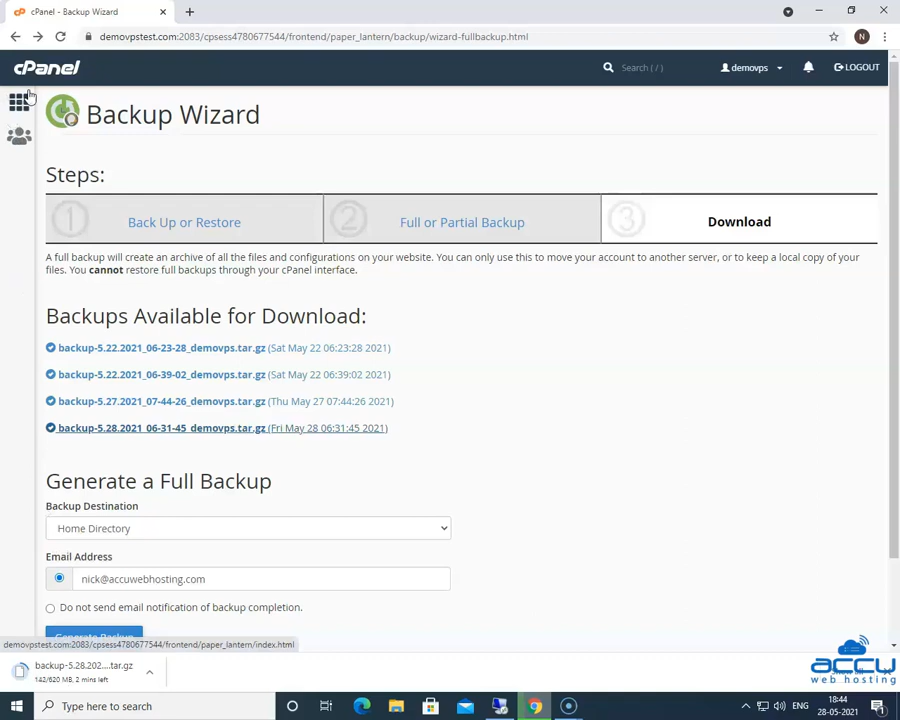 cPanel - Backup Wizard
demovpstest.com:2083/cpsess4780677544/frontend/paper_lantern/backup/wizard-fullbackup.html
N
cPanel
Search ( / )
demovps
LOGOUT
Backup Wizard
Steps:
1 Back Up or Restore
2 Full or Partial Backup
3 Download
A full backup will create an archive of all the files and configurations on your website. You can only use this to move your account to another server, or to keep a local copy of your
files. You cannot restore full backups through your cPanel interface.
Backups Available for Download:
backup-5.22.2021_06-23-28_demovps.tar.gz (Sat May 22 06:23:28 2021)
backup-5.22.2021_06-39-02_demovps.tar.gz (Sat May 22 06:39:02 2021)
backup-5.27.2021_07-44-26_demovps.tar.gz (Thu May 27 07:44:26 2021)
backup-5.28.2021_06-31-45_demovps.tar.gz (Fri May 28 06:31:45 2021)
Generate a Full Backup
Backup Destination
Home Directory
Email Address
nick@accuwebhosting.com
Do not send email notification of backup completion.
Generate Backup
demovpstest.com:2083/cpsess4780677544/frontend/paper_lantern/index.html
backup-5.28.202....tar.gz
142/620 MB, 2 mins left
ACCU
web hosting
Type here to search
ENG
18:44
28-05-2021
1